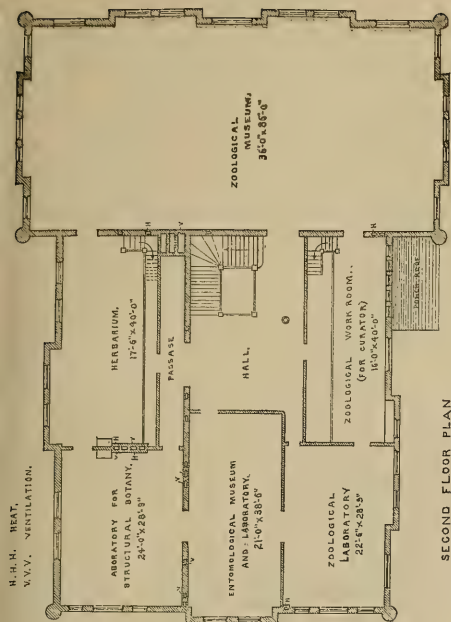 H.H.H. HEAT.
V.V.V. VENTILATION.
ZOOLOGICAL
MUSEUM,
36'-0" x 86'-0"
HERBARIUM,
17'-6" x 40'-0"
PASSAGE
HALL,
ZOOLOGICAL WORK ROOM..
(FOR CURATOR)
16'-0" x 40'-0"
ABORATORY FOR
STRUCTURAL BOTANY,
24'-0" x 28'-9"
ENTOMOLOGICAL MUSEUM
AND LABORATORY.
21'-0" x 38'-6"
ZOOLOGICAL
LABORATORY
22'-6" x 28'-9"
H
V
H
V
H
V
V
H
H
SECOND FLOOR PLAN